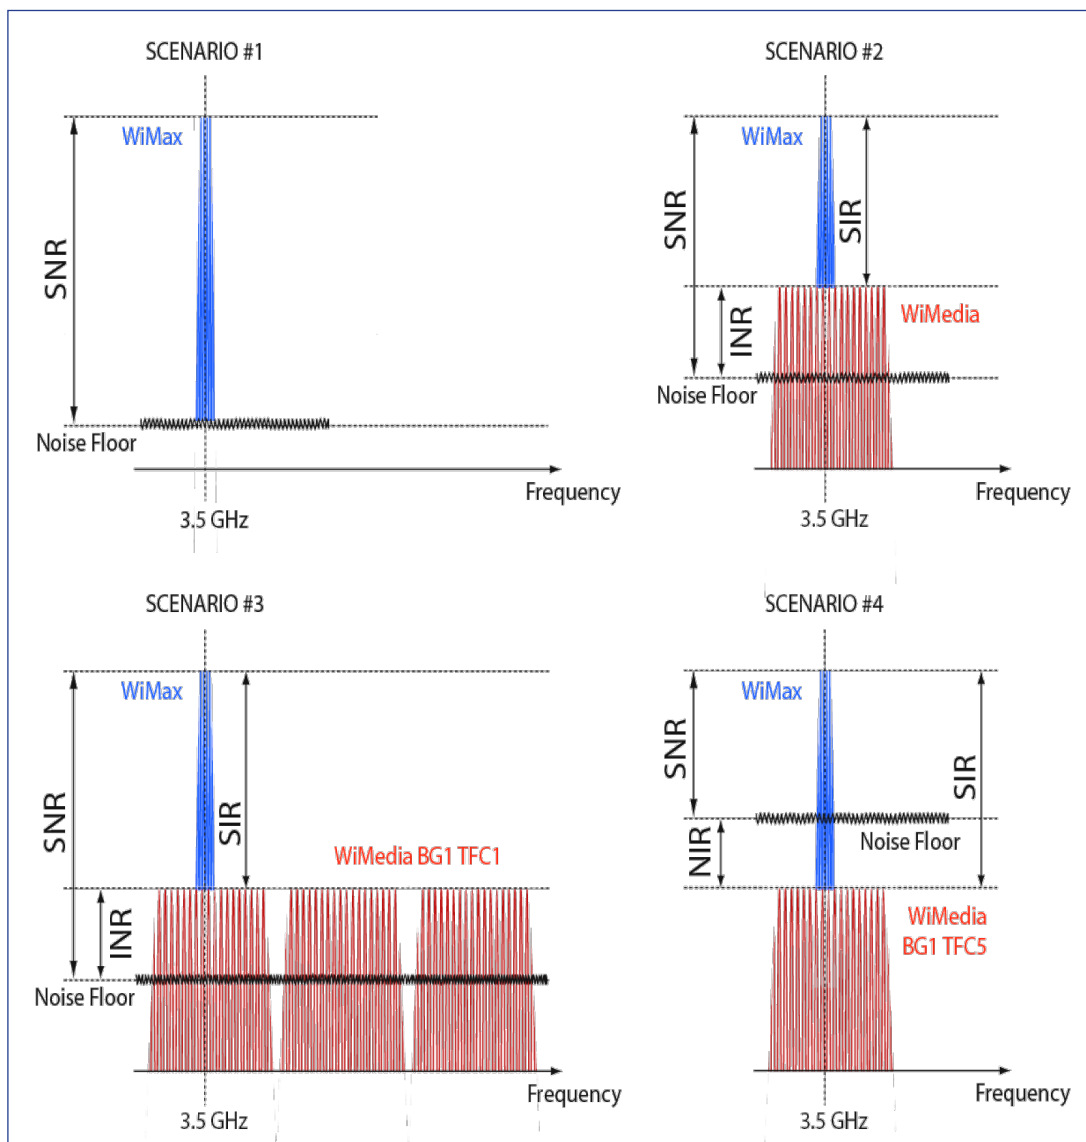 SCENARIO #1
WiMax
SNR
Noise Floor
Frequency
3.5 GHz
SCENARIO #2
WiMax
SNR
SIR
WiMedia
INR
Noise Floor
Frequency
3.5 GHz
SCENARIO #3
WiMax
SNR
SIR
WiMedia BG1 TFC1
INR
Noise Floor
Frequency
3.5 GHz
SCENARIO #4
WiMax
SNR
SIR
NIR
Noise Floor
WiMedia
BG1 TFC5
Frequency
3.5 GHz